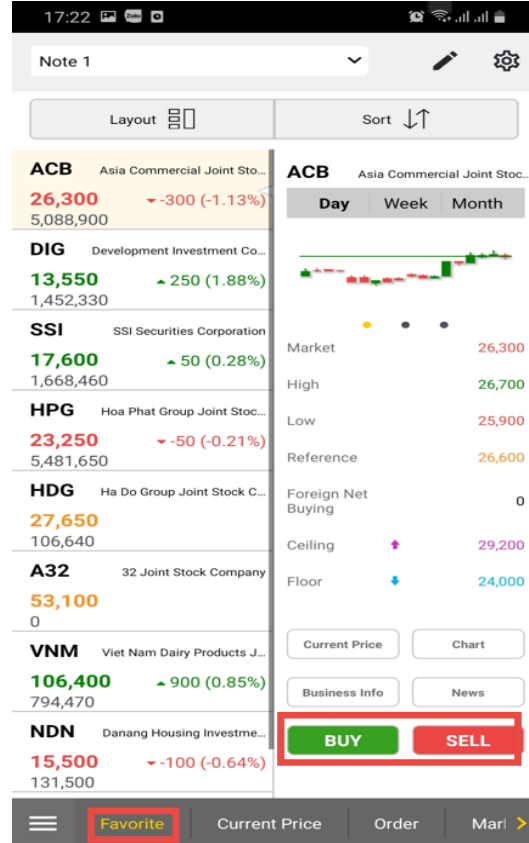 17:22
Zalo
Note 1
Layout
Sort
ACB Asia Commercial Joint Sto...
26,300 -300 (-1.13%)
5,088,900
DIG Development Investment Co...
13,550 250 (1.88%)
1,452,330
SSI SSI Securities Corporation
17,600 50 (0.28%)
1,668,460
HPG Hoa Phat Group Joint Stoc...
23,250 -50 (-0.21%)
5,481,650
HDG Ha Do Group Joint Stock C...
27,650
106,640
A32 32 Joint Stock Company
53,100
0
VNM Viet Nam Dairy Products J...
106,400 900 (0.85%)
794,470
NDN Danang Housing Investme...
15,500 -100 (-0.64%)
131,500
ACB Asia Commercial Joint Stoc..
Day Week Month
Market 26,300
High 26,700
Low 25,900
Reference 26,600
Foreign Net
Buying 0
Ceiling 29,200
Floor 24,000
Current Price Chart
Business Info News
BUY SELL
Favorite Current Price Order Mar